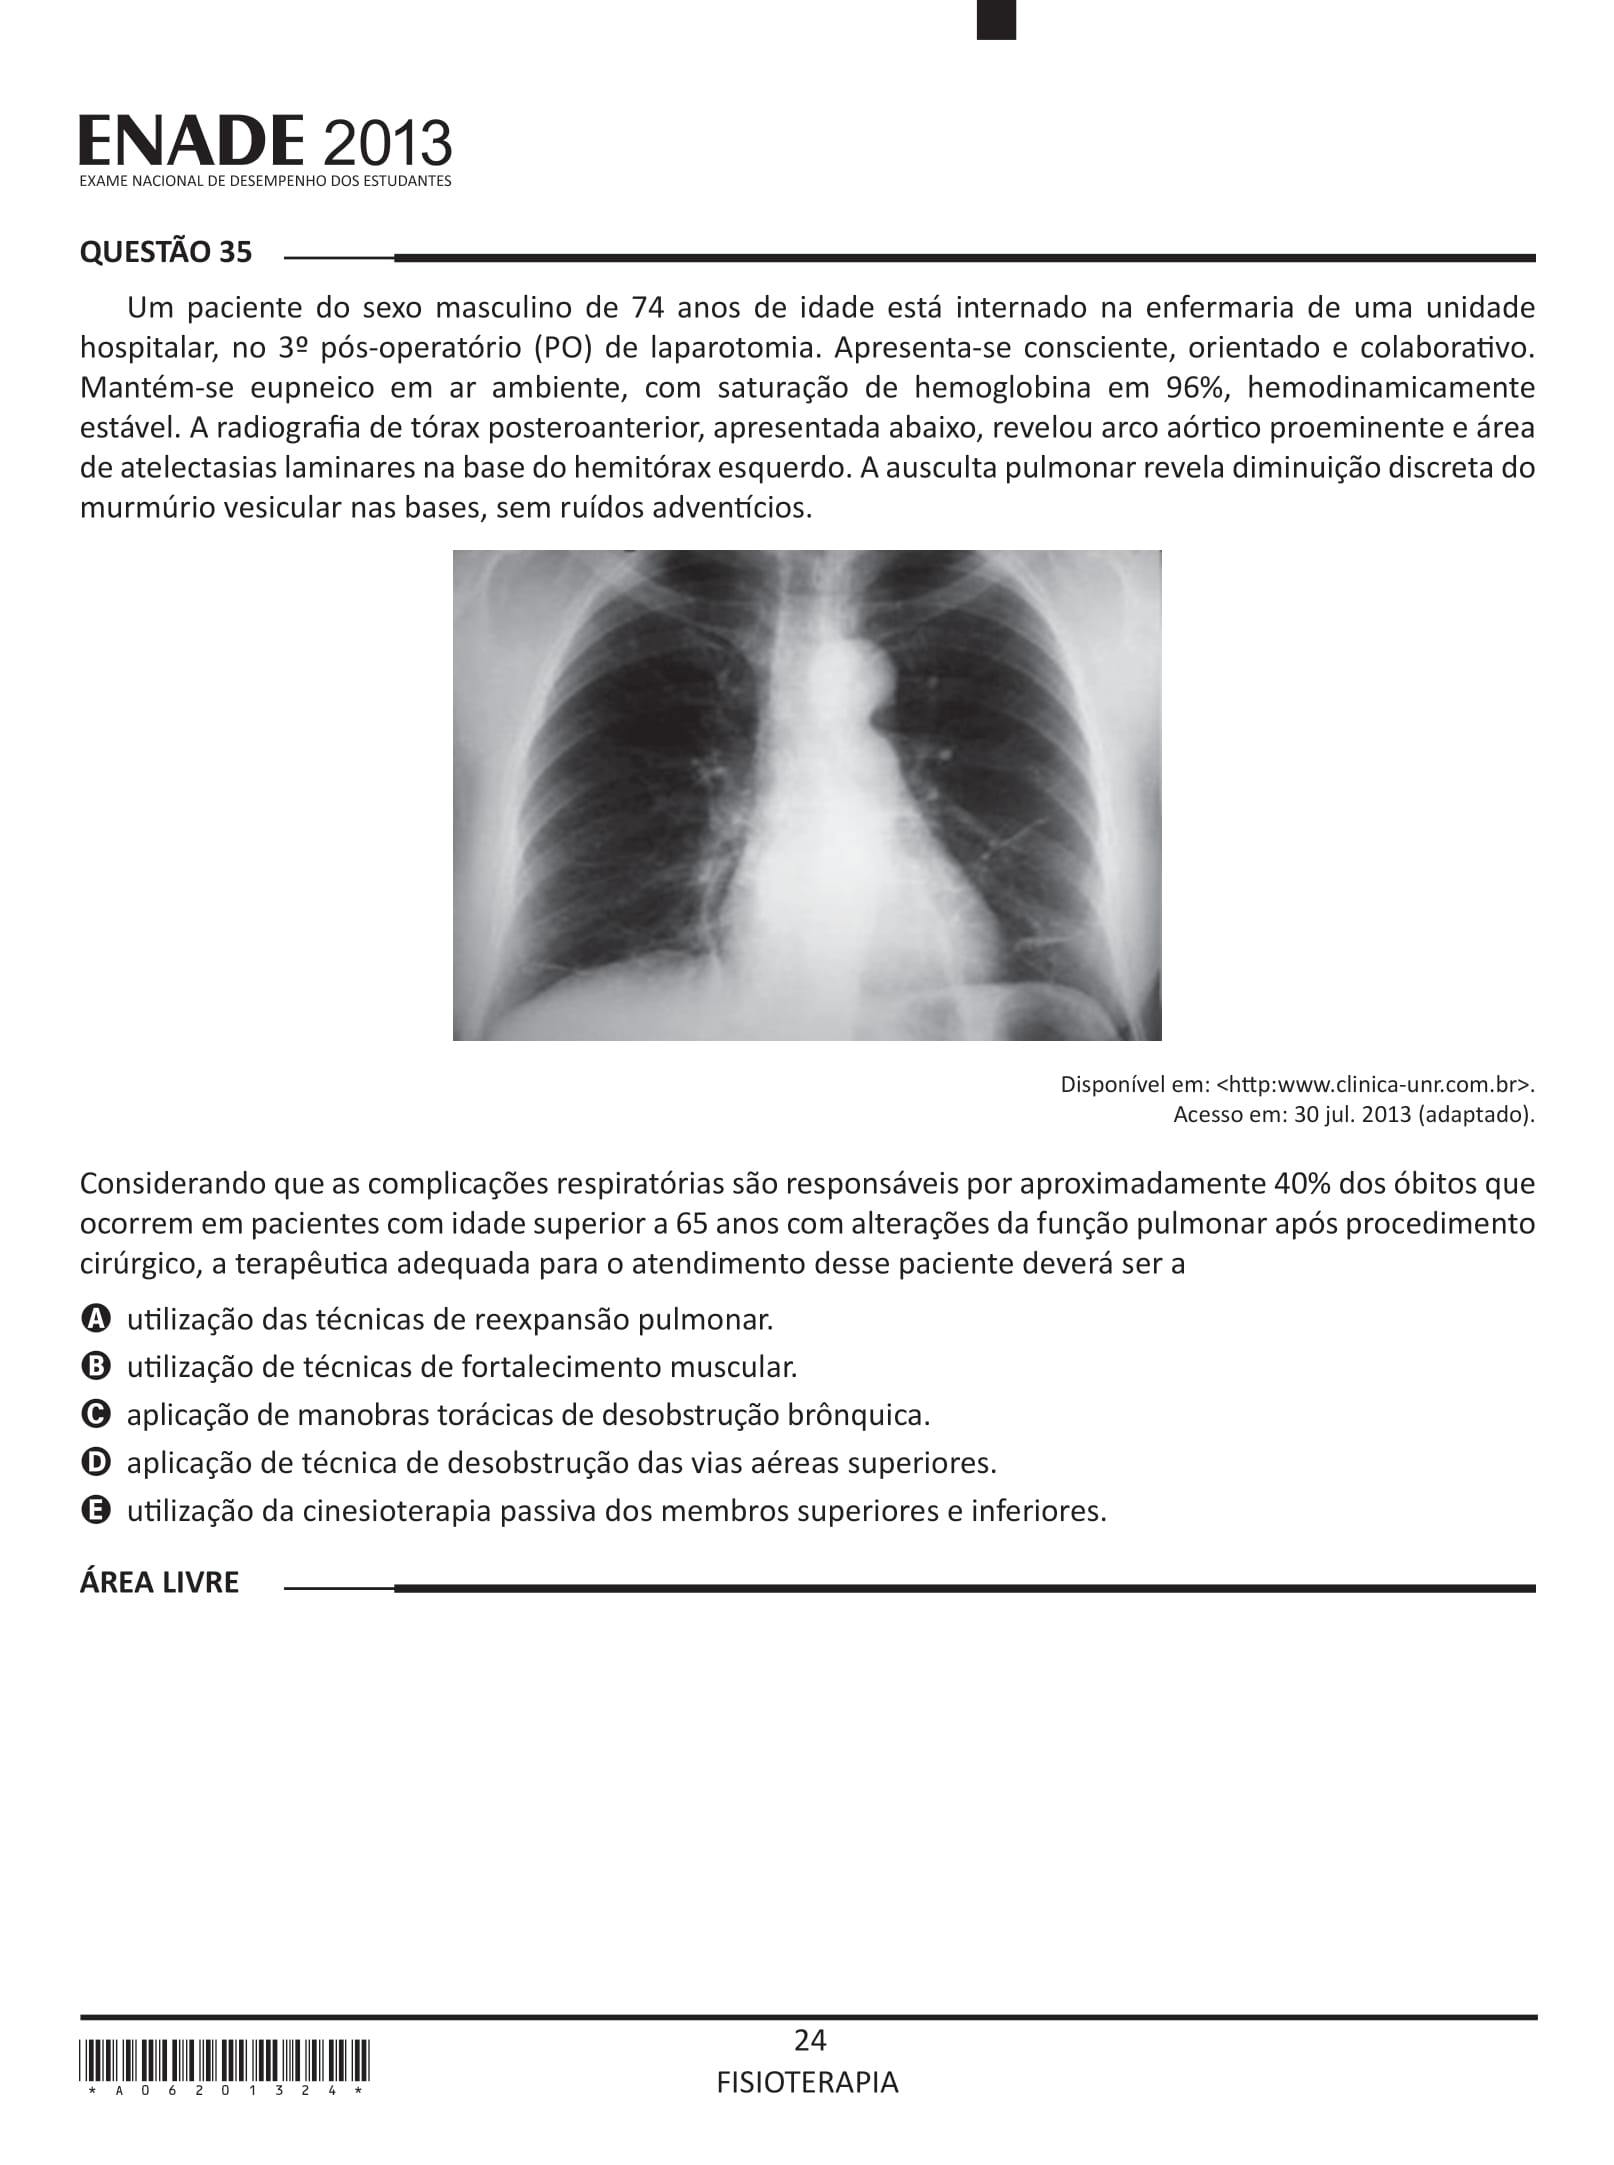 ENADE 2013
EXAME NACIONAL DE DESEMPENHO DOS ESTUDANTES
QUESTÃO 35
Um paciente do sexo masculino de 74 anos de idade está internado na enfermaria de uma unidade
hospitalar, no 3º pós-operatório (PO) de laparotomia. Apresenta-se consciente, orientado e colaborativo.
Mantém-se eupneico em ar ambiente, com saturação de hemoglobina em 96%, hemodinamicamente
estável. A radiografia de tórax posteroanterior, apresentada abaixo, revelou arco aórtico proeminente e área
de atelectasias laminares na base do hemitórax esquerdo. A ausculta pulmonar revela diminuição discreta do
murmúrio vesicular nas bases, sem ruídos adventícios.
Disponível em: <http:www.clinica-unr.com.br>.
Acesso em: 30 jul. 2013 (adaptado).
Considerando que as complicações respiratórias são responsáveis por aproximadamente 40% dos óbitos que
ocorrem em pacientes com idade superior a 65 anos com alterações da função pulmonar após procedimento
cirúrgico, a terapêutica adequada para o atendimento desse paciente deverá ser a
A utilização das técnicas de reexpansão pulmonar.
B utilização de técnicas de fortalecimento muscular.
C aplicação de manobras torácicas de desobstrução brônquica.
D aplicação de técnica de desobstrução das vias aéreas superiores.
E utilização da cinesioterapia passiva dos membros superiores e inferiores.
ÁREA LIVRE
24
FISIOTERAPIA
* A 0 6 2 0 1 3 2 4 *